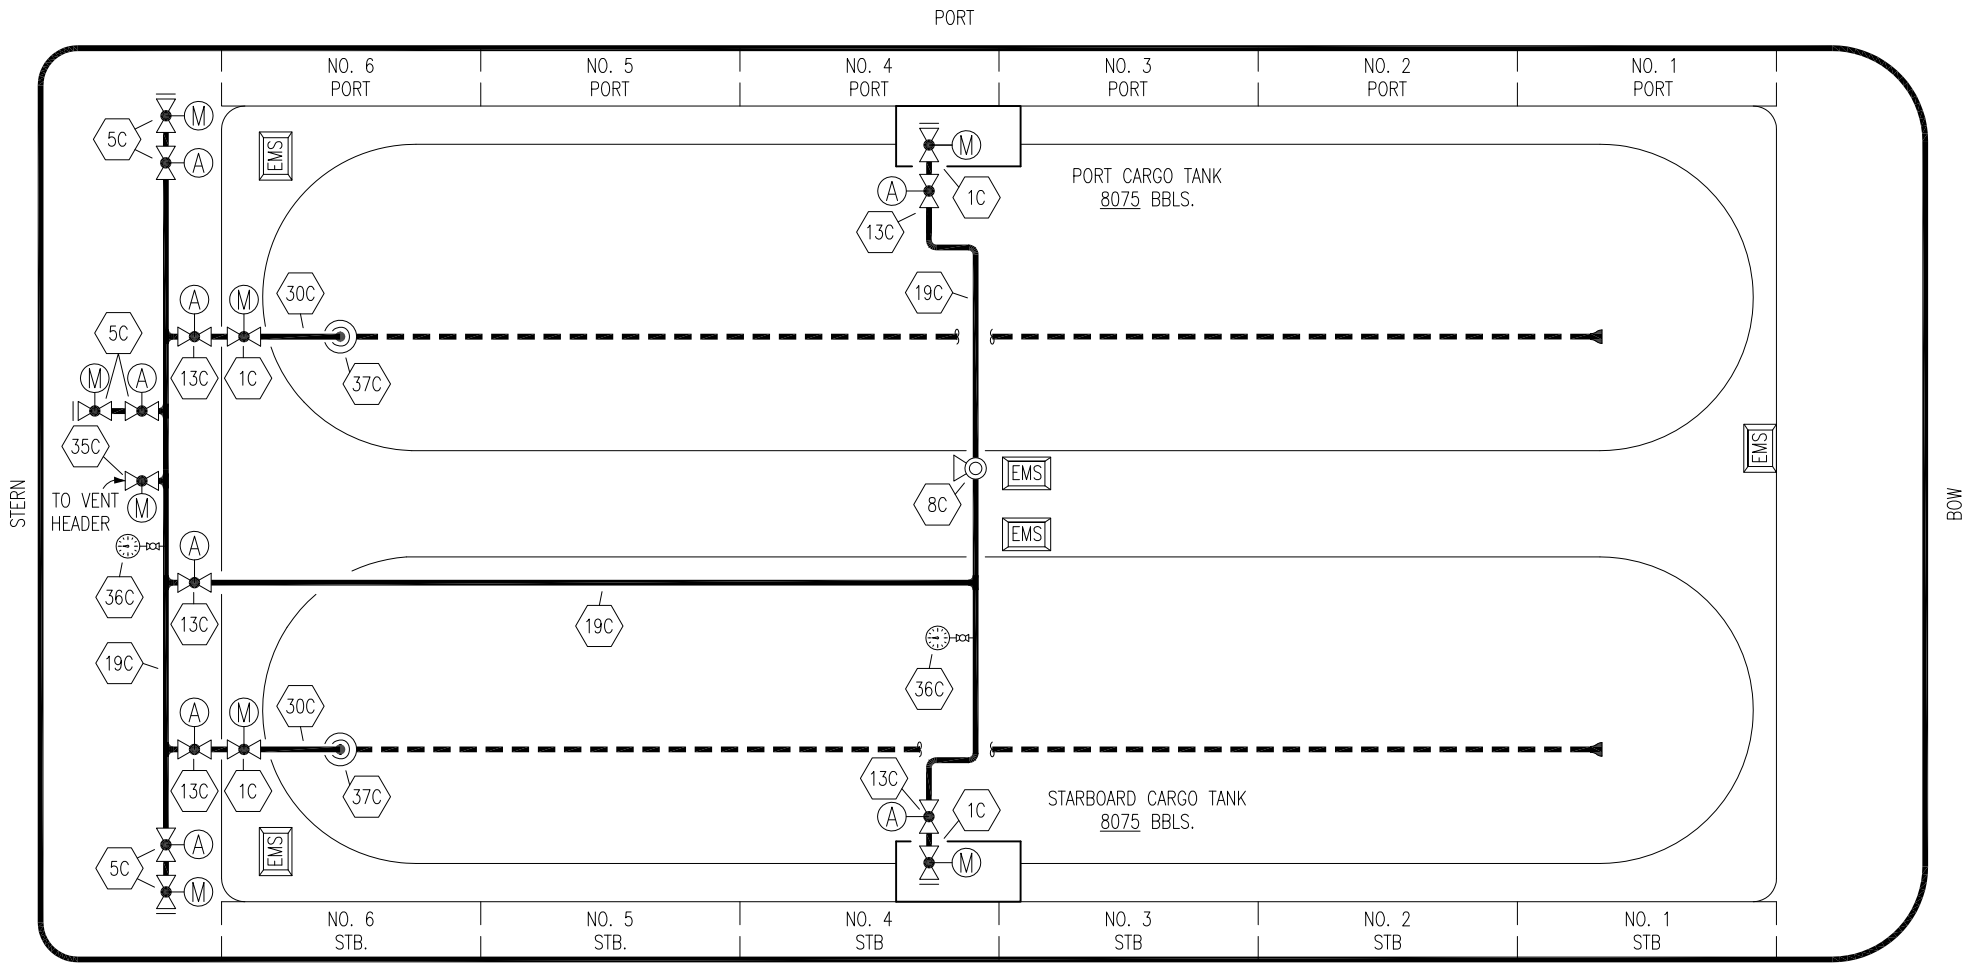 PORT
NO. 6
PORT
NO. 5
PORT
NO. 4
PORT
NO. 3
PORT
NO. 2
PORT
NO. 1
PORT
M
5C
A
EMS
M
A
1C
13C
PORT CARGO TANK
8075 BBLS.
A
M
30C
19C
5C
13C
1C
37C
M
A
35C
EMS
EMS
8C
STERN
TO VENT
HEADER
M
BOW
EMS
A
36C
13C
19C
19C
36C
A
M
30C
13C
1C
37C
13C
1C
A
STARBOARD CARGO TANK
8075 BBLS.
A
5C
M
EMS
M
NO. 6
STB.
NO. 5
STB.
NO. 4
STB
NO. 3
STB
NO. 2
STB
NO. 1
STB